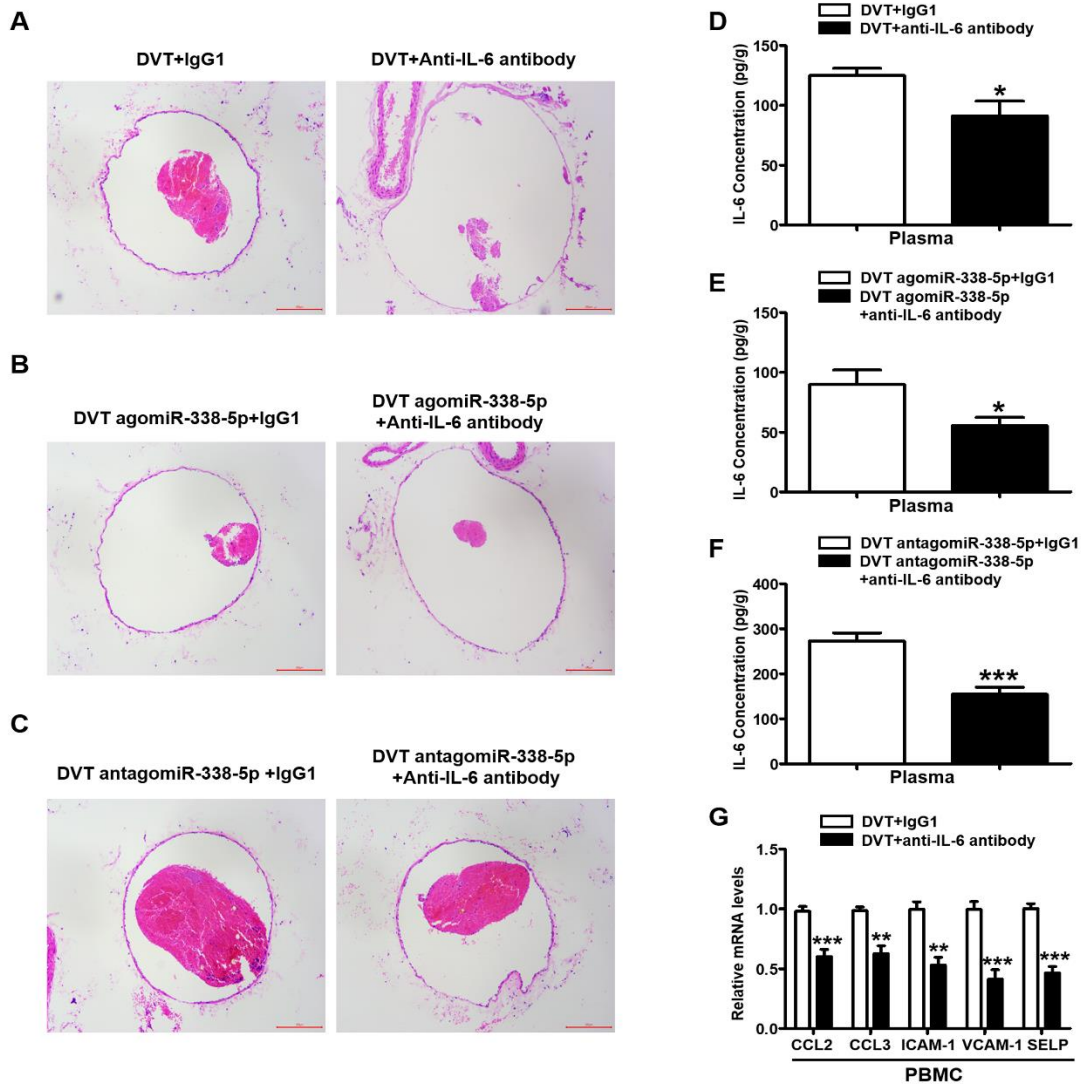 A
DVT+IgG1
DVT+Anti-IL-6 antibody
B
DVT agomiR-338-5p+IgG1
DVT agomiR-338-5p
+Anti-IL-6 antibody
C
DVT antagomiR-338-5p +IgG1
DVT antagomiR-338-5p
+Anti-IL-6 antibody
D
DVT+IgG1
DVT+anti-IL-6 antibody
IL-6 Concentration (pg/g)
150
100
50
0
*
Plasma
E
DVT agomiR-338-5p+IgG1
DVT agomiR-338-5p
+anti-IL-6 antibody
IL-6 Concentration (pg/g)
150
100
50
0
*
Plasma
F
DVT antagomiR-338-5p+IgG1
DVT antagomiR-338-5p
+anti-IL-6 antibody
IL-6 Concentration (pg/g)
400
300
200
100
0
***
Plasma
G
DVT+IgG1
DVT+anti-IL-6 antibody
Relative mRNA levels
1.5
1.0
0.5
0.0
*** ** ** *** ***
CCL2 CCL3 ICAM-1 VCAM-1 SELP
PBMC